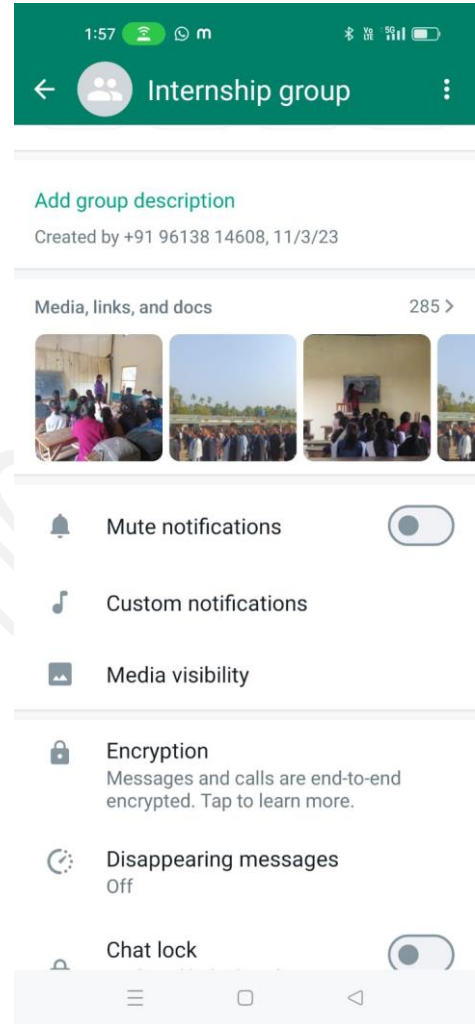 1:57 m
Internship group
Add group description
Created by +91 96138 14608, 11/3/23
Media, links, and docs 285 >
Mute notifications
Custom notifications
Media visibility
Encryption
Messages and calls are end-to-end
encrypted. Tap to learn more.
Disappearing messages
Off
Chat lock